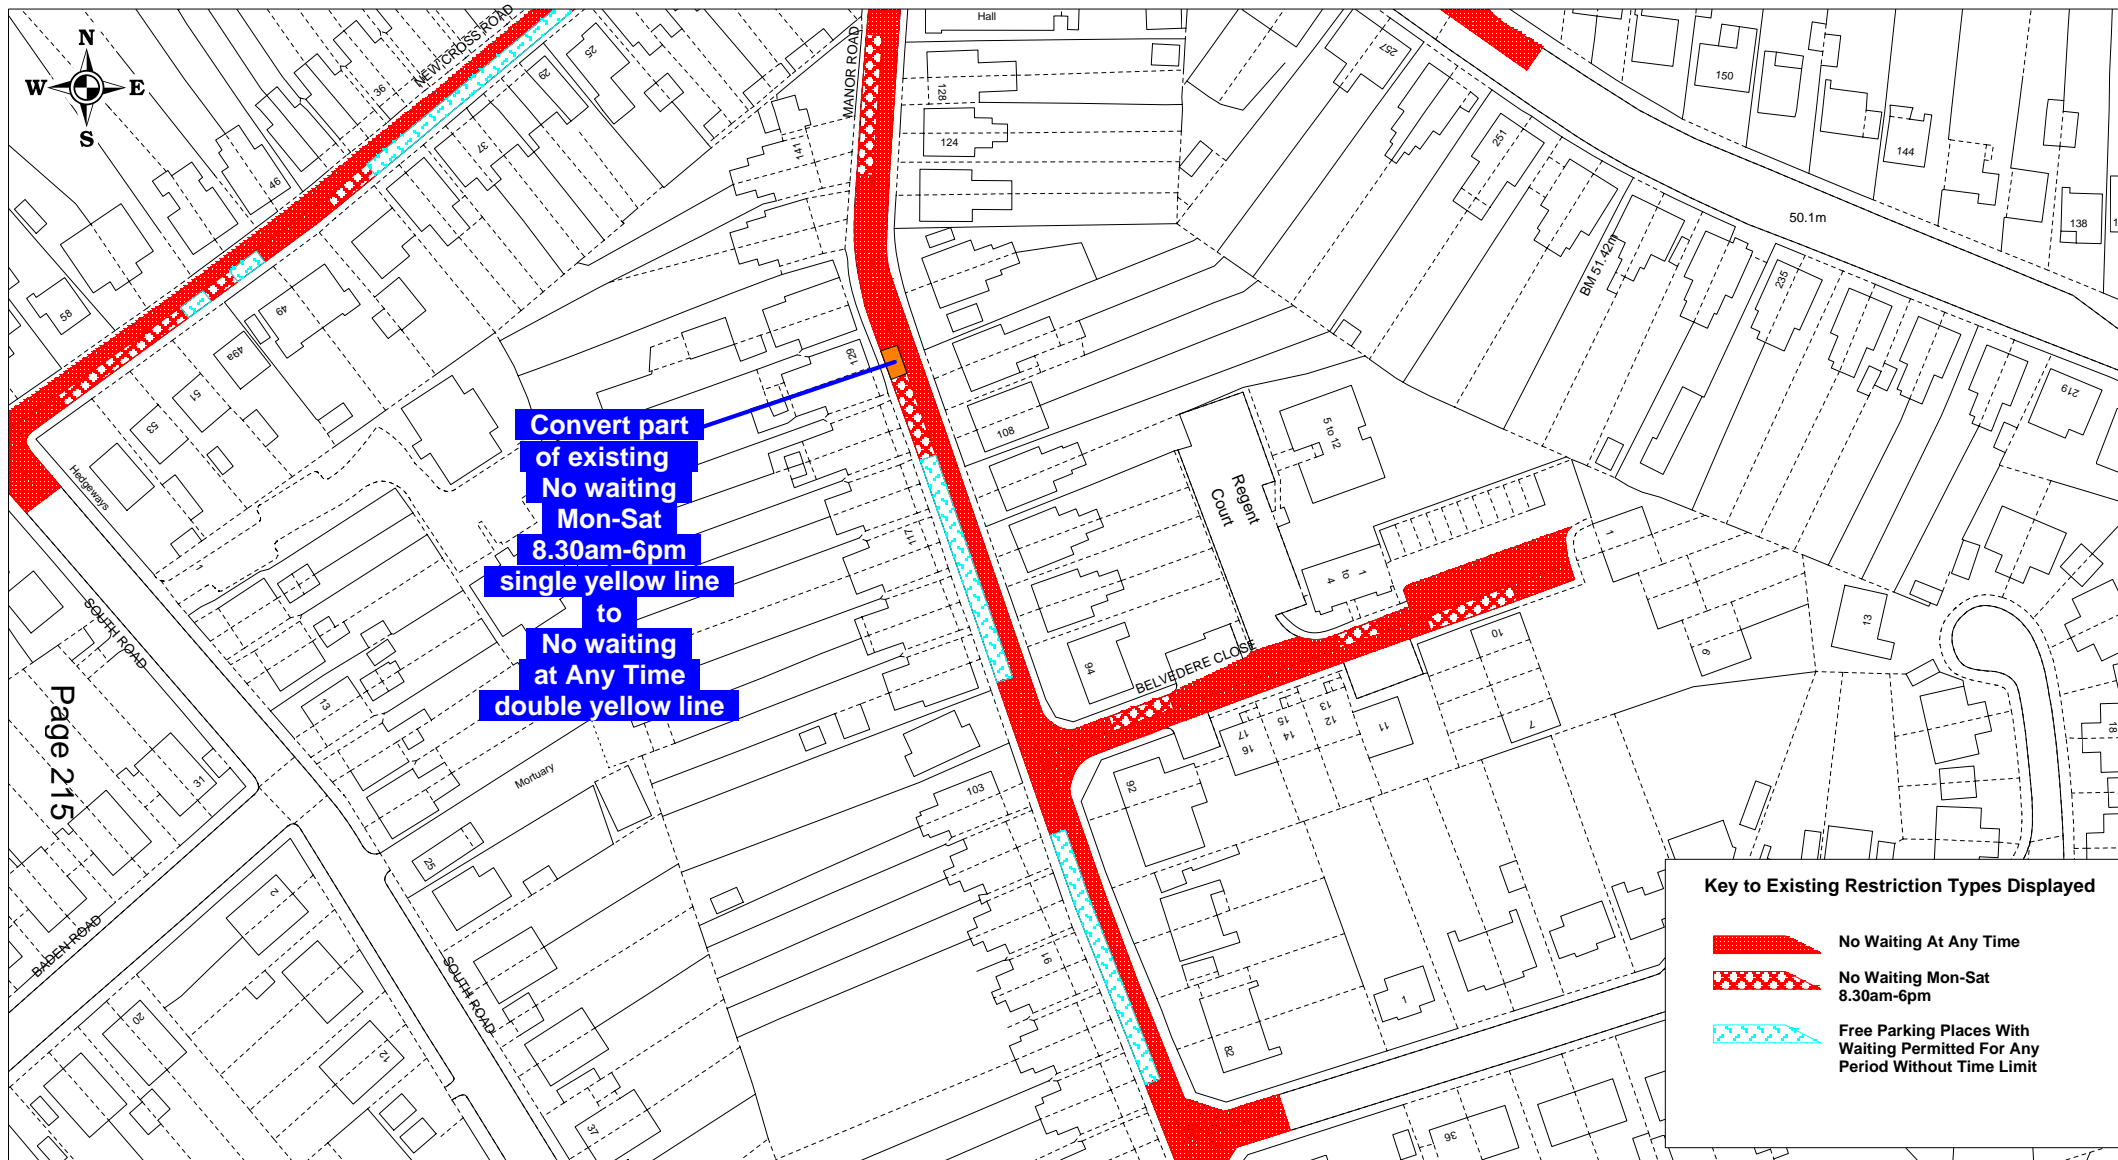 N
W E
S
NEW CROSS ROAD
MANOR ROAD
Hall
36
25
29
37
46
58
49
49a
51
53
Hedgeways
128
124
141
129
108
117
257
251
BM 51.42m
235
219
150
144
138
50.1m
Convert part
of existing
No waiting
Mon-Sat
8.30am-6pm
single yellow line
to
No waiting
at Any Time
double yellow line
Regent
Court
5 to 12
1
to
4
1
9
13
18
94
BELVEDERE CLOSE
10
7
11
12
13
14
15
16
17
92
SOUTH ROAD
13
31
Mortuary
25
103
91
82
1
36
BADEN ROAD
2
20
12
SOUTH ROAD
37
Page 215
Key to Existing Restriction Types Displayed
No Waiting At Any Time
No Waiting Mon-Sat
8.30am-6pm
Free Parking Places With
Waiting Permitted For Any
Period Without Time Limit